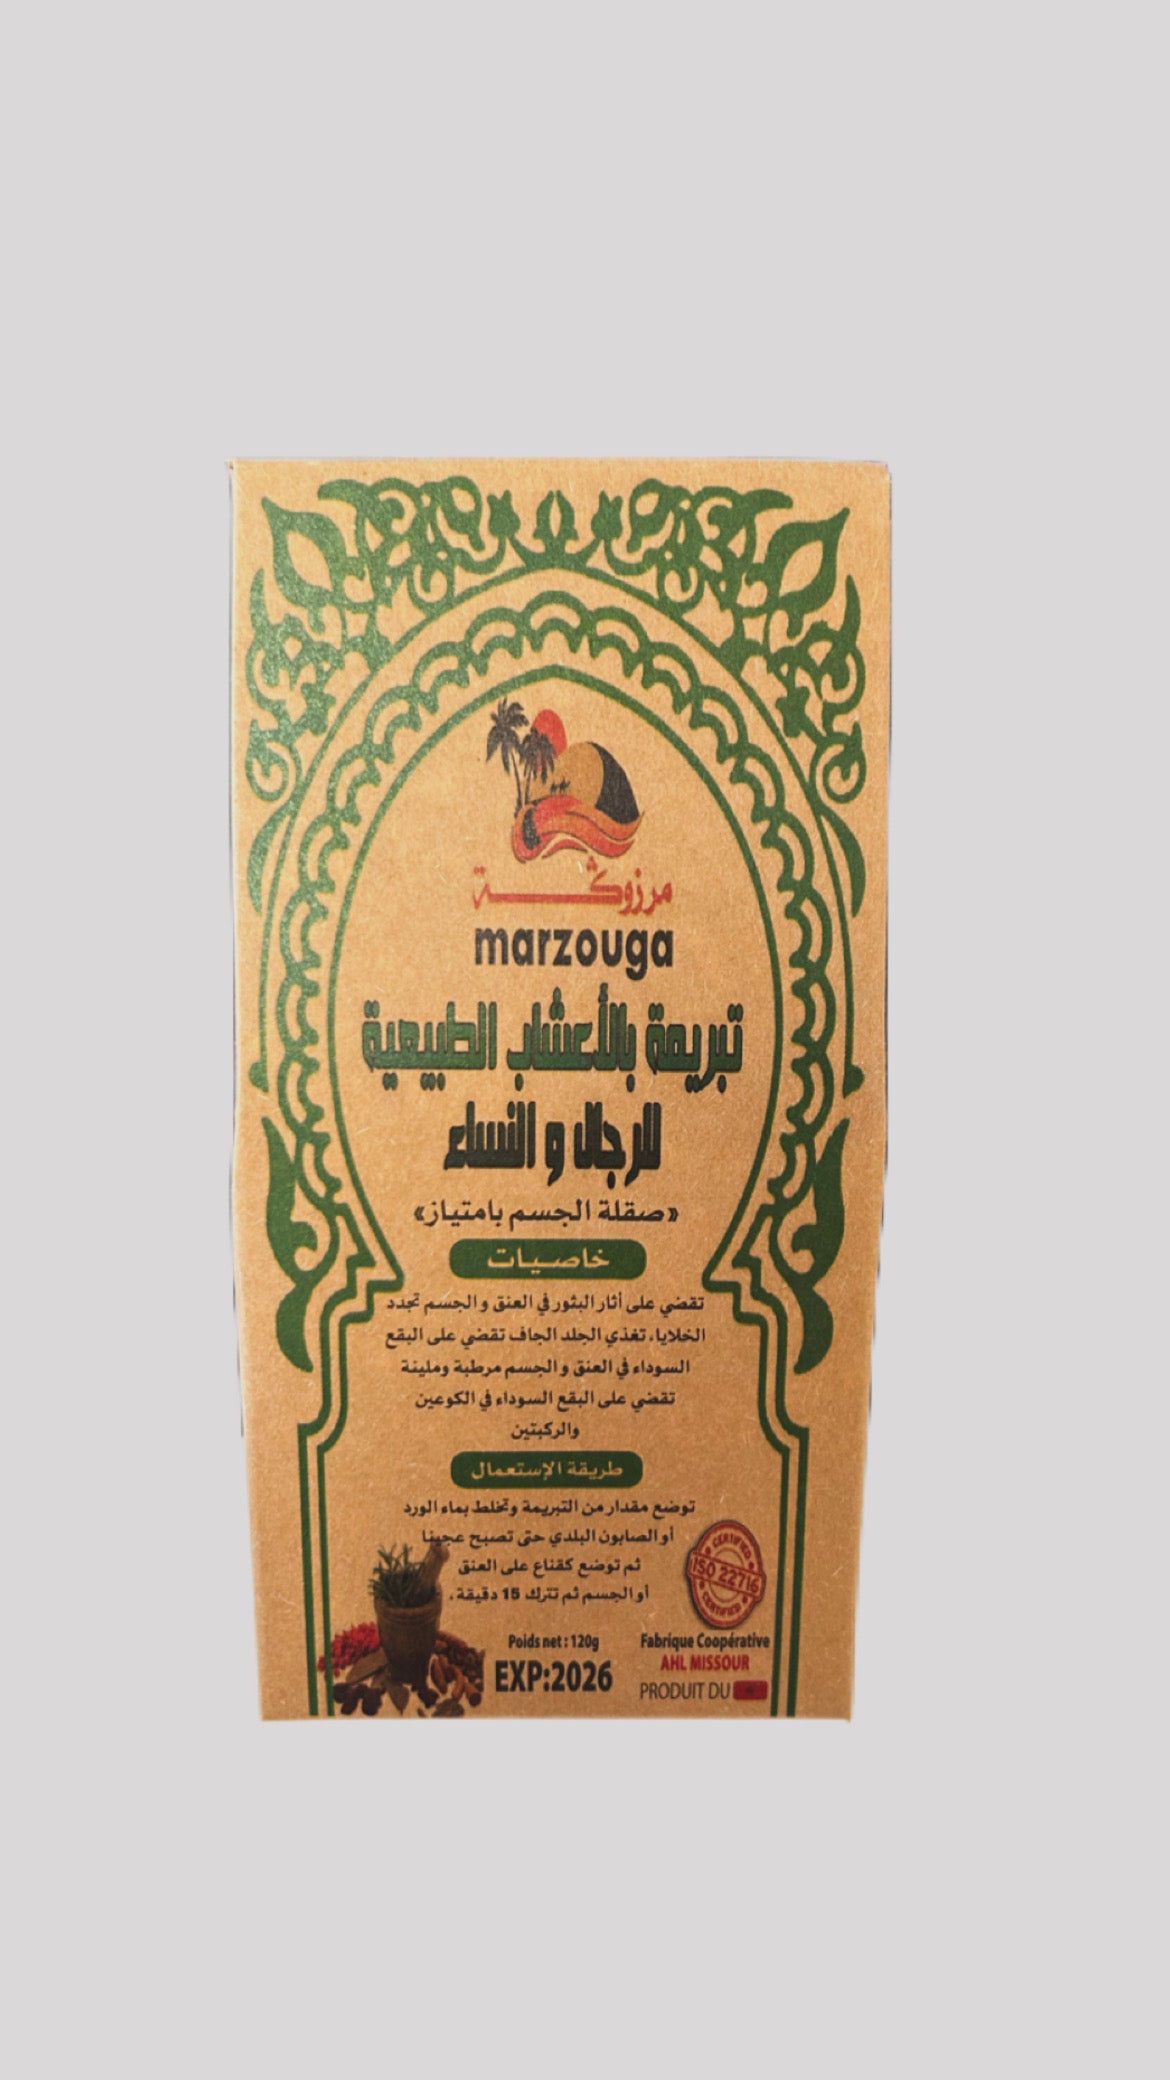 مرزوݣـة
marzouga
تبريمة بالأعشاب الطبيعية
للرجال و النساء
«صقلة الجسم بامتياز»
خاصيات
تقضي على أثار البثور في العنق و الجسم تجدد
الخلايا، تغذي الجلد الجاف تقضي على البقع
السوداء في العنق و الجسم مرطبة وملينة
تقضي على البقع السوداء في الكوعين
والركبتين
طريقة الإستعمال
توضع مقدار من التبريمة وتخلط بماء الورد
أو الصابون البلدي حتى تصبح عجينا
ثم توضع كقناع على العنق
أو الجسم ثم تترك 15 دقيقة.
CERTIFIED
ISO 22716
CERTIFIED
Poids net : 120g
EXP:2026
Fabrique Coopérative
AHL MISSOUR
PRODUIT DU